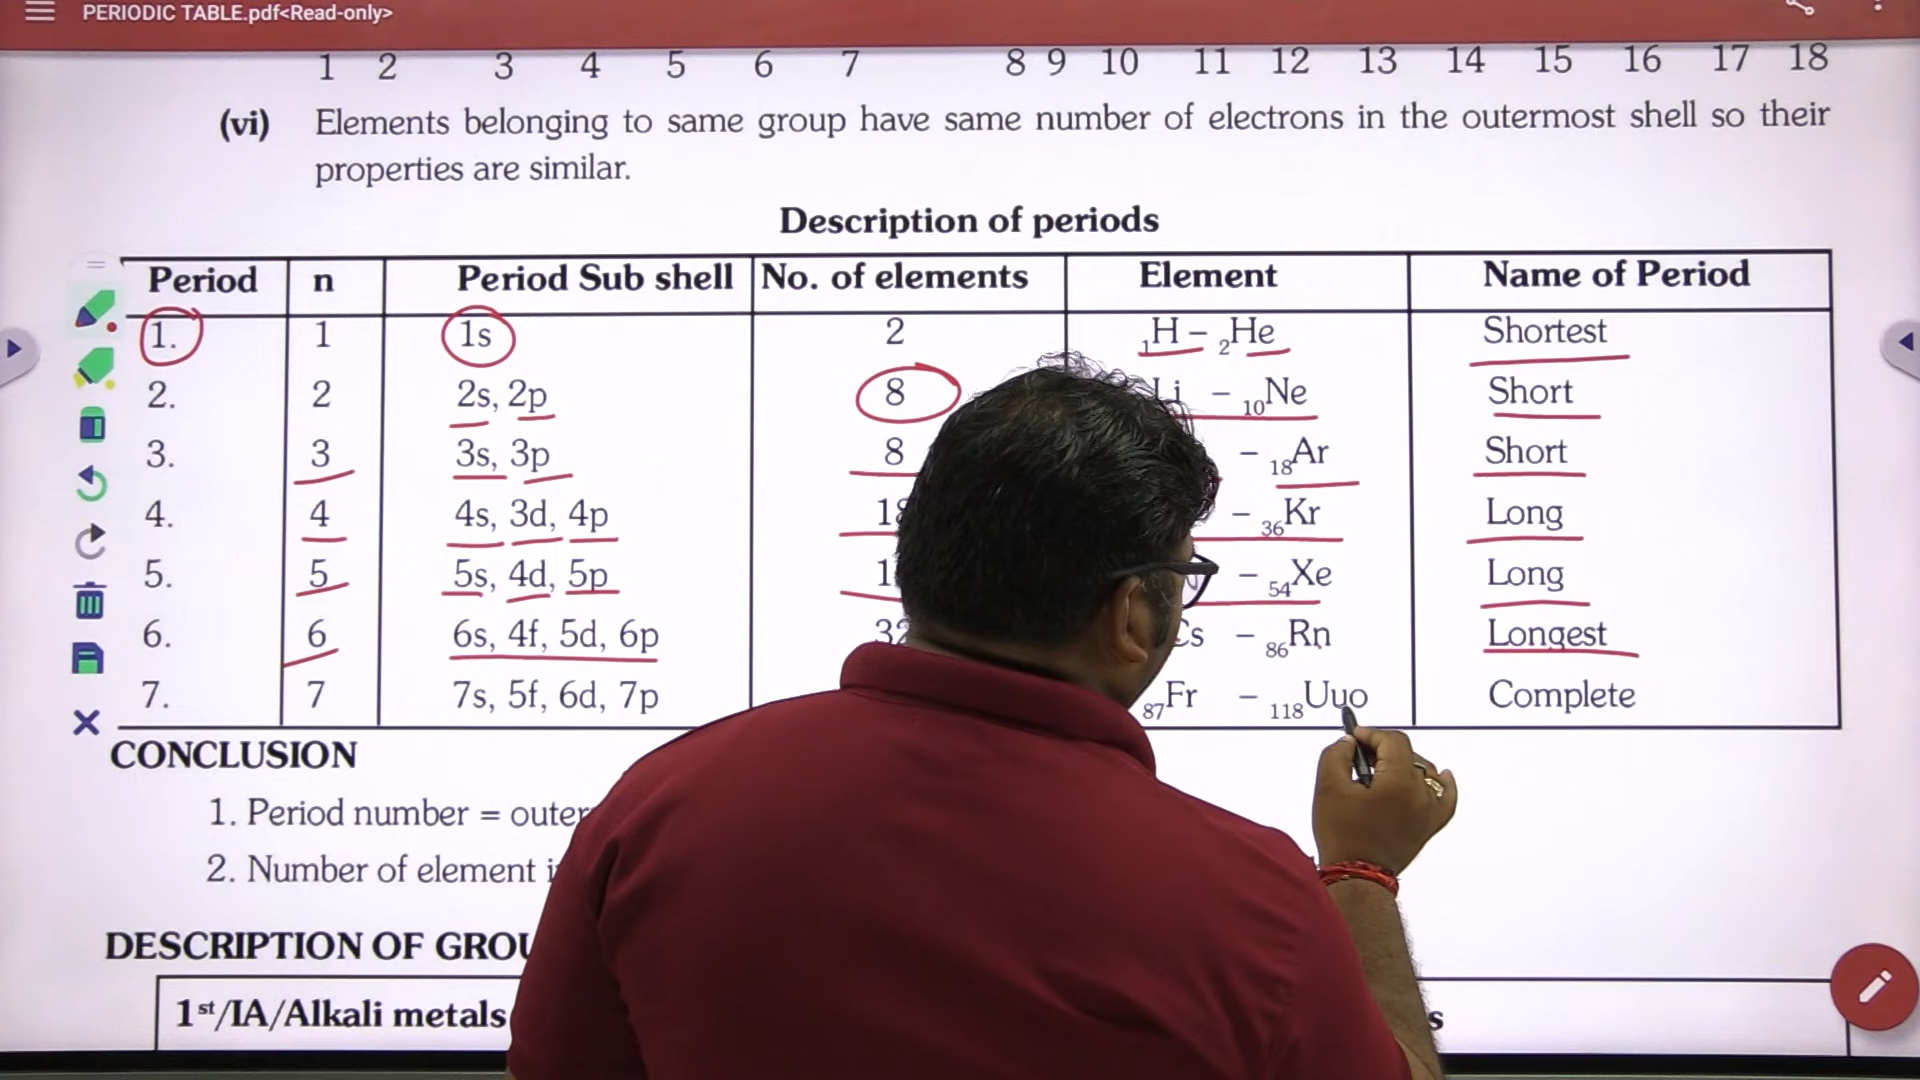 PERIODIC TABLE.pdf<Read-only>
1 2 3 4 5 6 7 8 9 10 11 12 13 14 15 16 17 18
(vi) Elements belonging to same group have same number of electrons in the outermost shell so their
properties are similar.
Description of periods
Period n Period Sub shell No. of elements Element Name of Period
1. 1 1s 2 ₁H – ₂He Shortest
2. 2 2s, 2p 8 Li – ₁₀Ne Short
3. 3 3s, 3p 8 – ₁₈Ar Short
4. 4 4s, 3d, 4p – ₃₆Kr Long
5. 5 5s, 4d, 5p – ₅₄Xe Long
6. 6 6s, 4f, 5d, 6p 32 Cs – ₈₆Rn Longest
7. 7 7s, 5f, 6d, 7p ₈₇Fr – ₁₁₈Uuo Complete
CONCLUSION
1. Period number =
2. Number of element
DESCRIPTION OF
1ˢᵗ/IA/Alkali metals